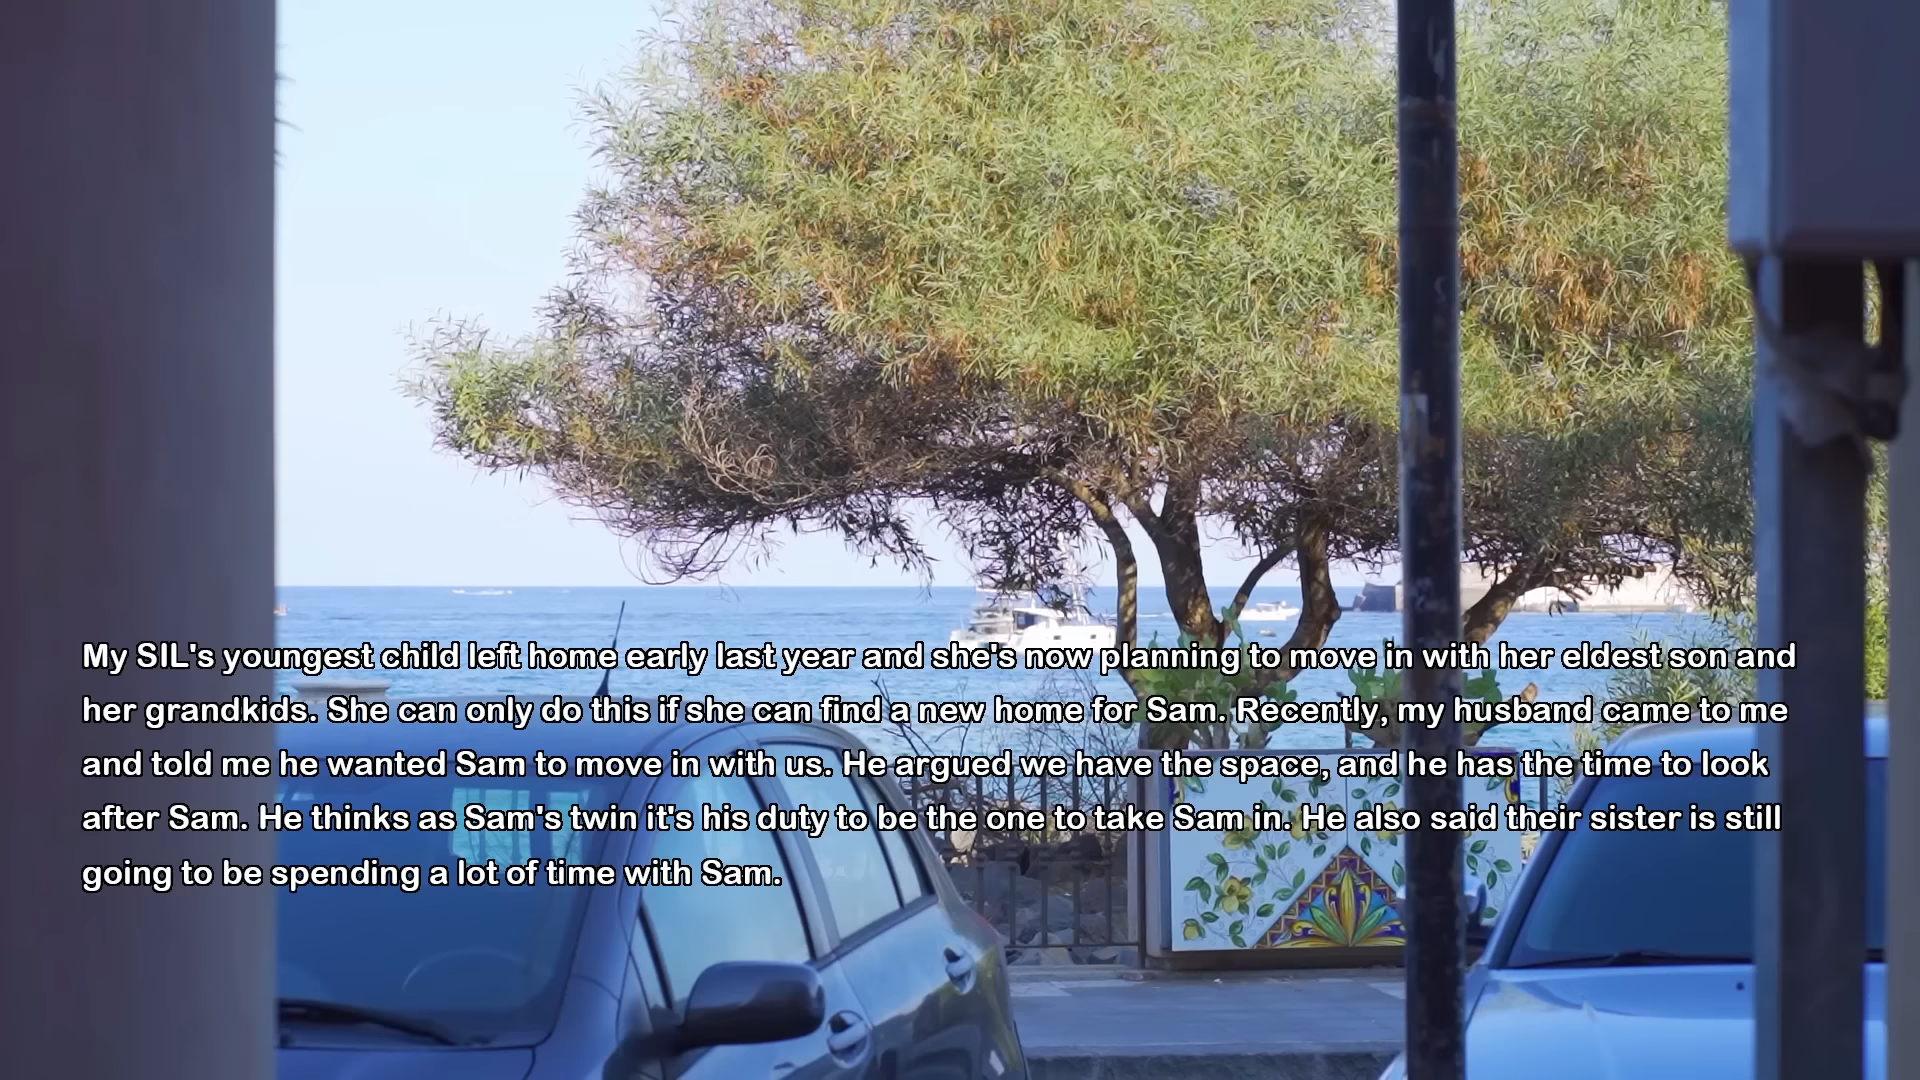 My SIL's youngest child left home early last year and she's now planning to move in with her eldest son and
her grandkids. She can only do this if she can find a new home for Sam. Recently, my husband came to me
and told me he wanted Sam to move in with us. He argued we have the space, and he has the time to look
after Sam. He thinks as Sam's twin it's his duty to be the one to take Sam in. He also said their sister is still
going to be spending a lot of time with Sam.